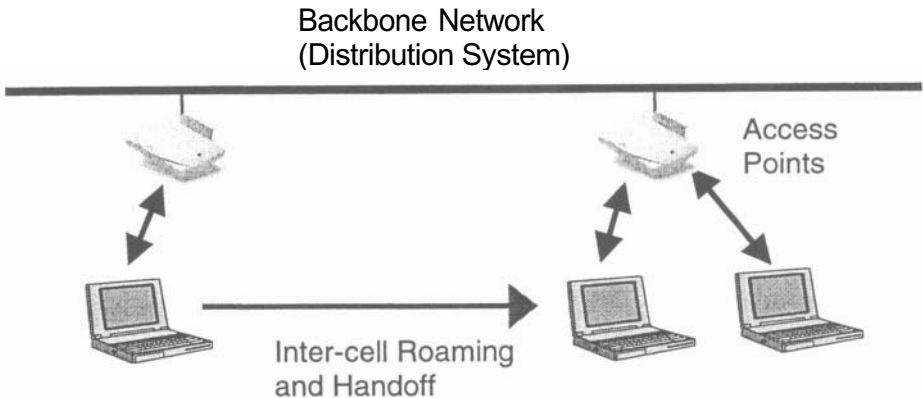 Backbone Network
(Distribution System)
Access
Points
Inter-cell Roaming
and Handoff